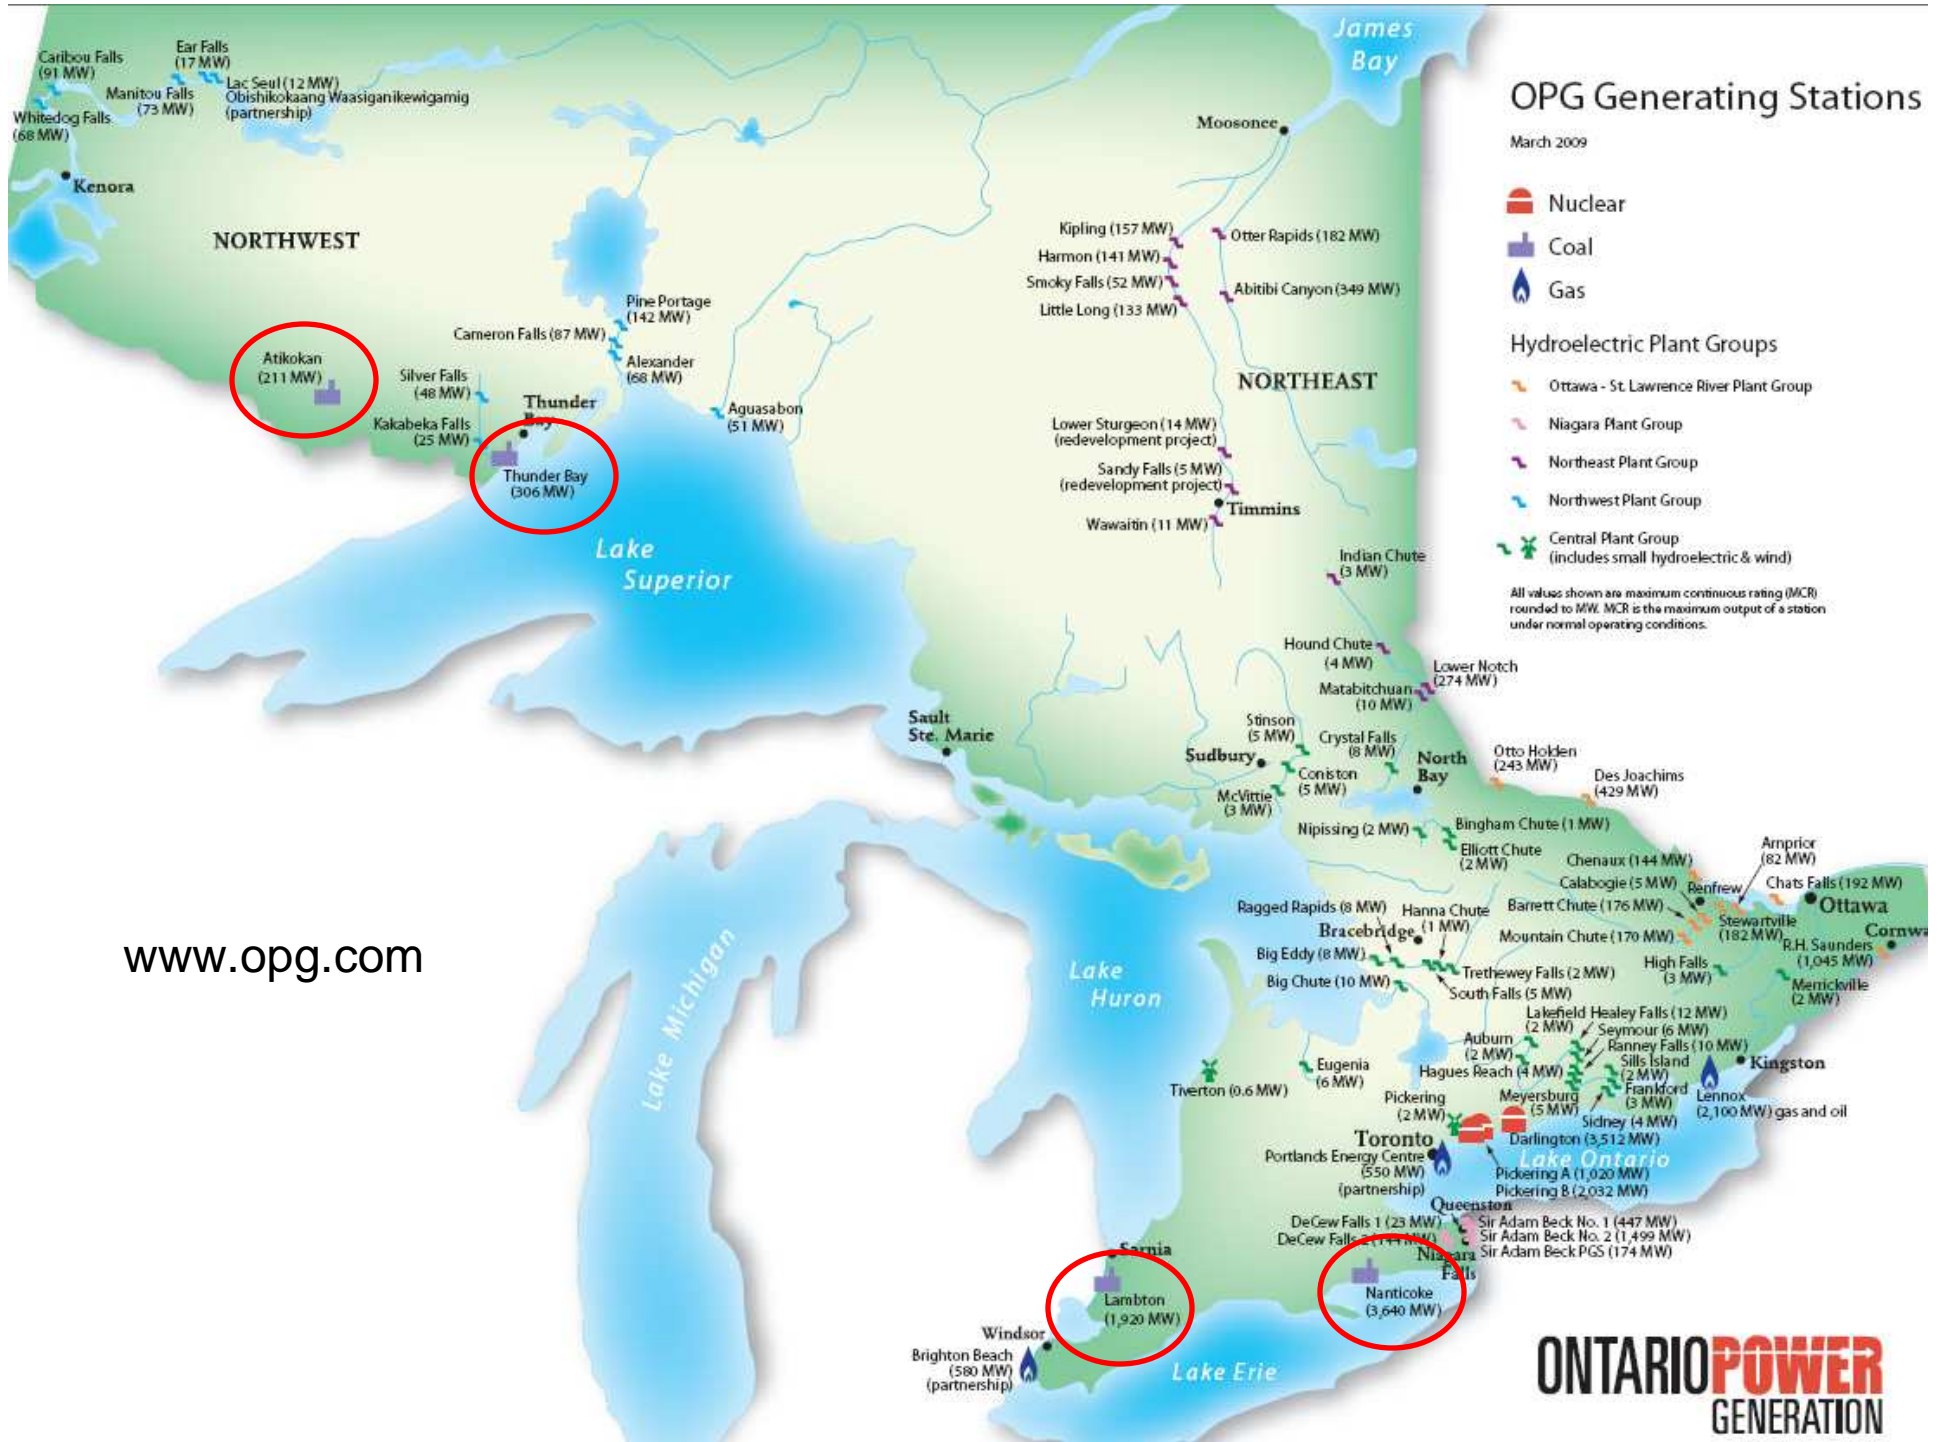 James
Bay
OPG Generating Stations
March 2009
Nuclear
Coal
Gas
Hydroelectric Plant Groups
Ottawa - St. Lawrence River Plant Group
Niagara Plant Group
Northeast Plant Group
Northwest Plant Group
Central Plant Group
(includes small hydroelectric & wind)
All values shown are maximum continuous rating (MCR)
rounded to MW. MCR is the maximum output of a station
under normal operating conditions.
Caribou Falls
(91 MW)
Ear Falls
(17 MW)
Manitou Falls
(73 MW)
Lac Seul (12 MW)
Obishikokaang Waasiganikewigamig
(partnership)
Whitedog Falls
(68 MW)
Kenora
NORTHWEST
Moosonee
Kipling (157 MW)
Harmon (141 MW)
Smoky Falls (52 MW)
Little Long (133 MW)
Otter Rapids (182 MW)
Abitibi Canyon (349 MW)
NORTHEAST
Pine Portage
(142 MW)
Cameron Falls (87 MW)
Alexander
(68 MW)
Atikokan
(211 MW)
Silver Falls
(48 MW)
Kakabeka Falls
(25 MW)
Thunder
Bay
Thunder Bay
(306 MW)
Aguasabon
(51 MW)
Lower Sturgeon (14 MW)
(redevelopment project)
Sandy Falls (5 MW)
(redevelopment project)
Timmins
Wawaitin (11 MW)
Indian Chute
(3 MW)
Lake
Superior
Hound Chute
(4 MW)
Lower Notch
(274 MW)
Matabitchuan
(10 MW)
Sault
Ste. Marie
Stinson
(5 MW)
Crystal Falls
(8 MW)
Sudbury
Coniston
(5 MW)
McVittie
(3 MW)
North
Bay
Otto Holden
(243 MW)
Des Joachims
(429 MW)
Nipissing (2 MW)
Bingham Chute (1 MW)
Elliott Chute
(2 MW)
Chenaux (144 MW)
Arnprior
(82 MW)
Calabogie (5 MW)
Renfrew
Chats Falls (192 MW)
Ottawa
Barrett Chute (176 MW)
Stewartville
(182 MW)
Mountain Chute (170 MW)
Cornwa
R.H. Saunders
(1,045 MW)
High Falls
(3 MW)
Merrickville
(2 MW)
Ragged Rapids (8 MW)
Hanna Chute
(1 MW)
Bracebridge
Big Eddy (8 MW)
Trethewey Falls (2 MW)
Big Chute (10 MW)
South Falls (5 MW)
www.opg.com
Lake Michigan
Lake
Huron
Lakefield
(2 MW)
Healey Falls (12 MW)
Seymour (6 MW)
Auburn
(2 MW)
Ranney Falls (10 MW)
Hagues Reach (4 MW)
Sills Island
(2 MW)
Kingston
Meyersburg
(5 MW)
Frankford
(3 MW)
Sidney (4 MW)
Lennox
(2,100 MW) gas and oil
Tiverton (0.6 MW)
Eugenia
(6 MW)
Pickering
(2 MW)
Toronto
Portlands Energy Centre
(550 MW)
(partnership)
Darlington (3,512 MW)
Lake Ontario
Pickering A (1,020 MW)
Pickering B (2,032 MW)
Queenston
DeCew Falls 1 (23 MW)
DeCew Falls 2 (144 MW)
Sir Adam Beck No. 1 (447 MW)
Sir Adam Beck No. 2 (1,499 MW)
Sir Adam Beck PGS (174 MW)
Niagara
Falls
Sarnia
Lambton
(1,920 MW)
Nanticoke
(3,640 MW)
Windsor
Brighton Beach
(580 MW)
(partnership)
Lake Erie
ONTARIOPOWER
GENERATION